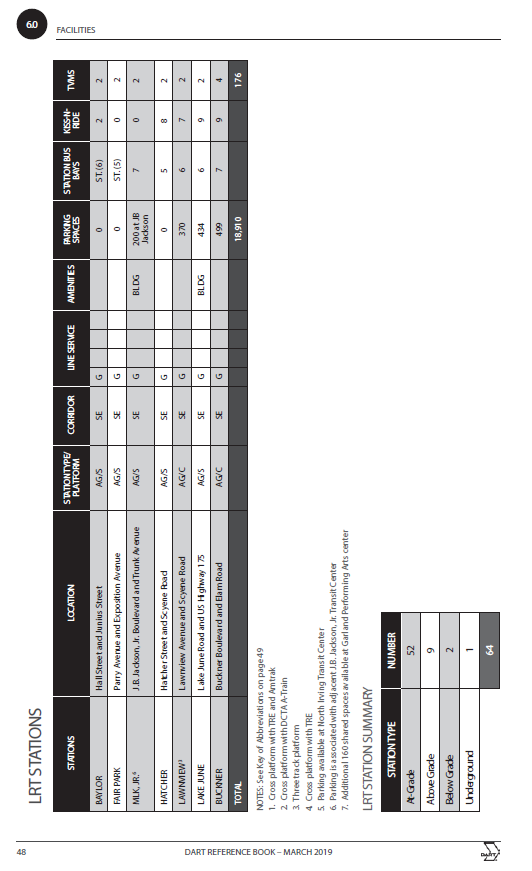 6.0
FACILITIES
LRT STATIONS
STATIONS LOCATION STATION TYPE/ PLATFORM CORRIDOR LINE SERVICE AMENITIES PARKING SPACES STATION BUS BAYS KISS-N-RIDE TVMS
BAYLOR Hall Street and Junius Street AG/S SE G 0 ST. (6) 2 2
FAIR PARK Parry Avenue and Exposition Avenue AG/S SE G 0 ST. (5) 0 2
MLK, JR.⁶ J.B. Jackson, Jr. Boulevard and Trunk Avenue AG/S SE G BLDG 200 at JB Jackson 7 0 2
HATCHER Hatcher Street and Scyene Road AG/S SE G 0 5 8 2
LAWNVIEW³ Lawnview Avenue and Scyene Road AG/C SE G 370 6 7 2
LAKE JUNE Lake June Road and US Highway 175 AG/S SE G BLDG 434 6 9 2
BUCKNER Buckner Boulevard and Elam Road AG/C SE G 499 7 9 4
TOTAL 18,910 176
NOTES: See Key of Abbreviations on page 49
1. Cross platform with TRE and Amtrak
2. Cross platform with DCTA A-Train
3. Three track platform
4. Cross platform with TRE
5. Parking available at North Irving Transit Center
6. Parking is associated with adjacent J.B. Jackson, Jr. Transit Center
7. Additional 160 shared spaces available at Garland Performing Arts center
LRT STATION SUMMARY
STATION TYPE NUMBER
At-Grade 52
Above Grade 9
Below Grade 2
Underground 1
64
48
DART REFERENCE BOOK – MARCH 2019
DART